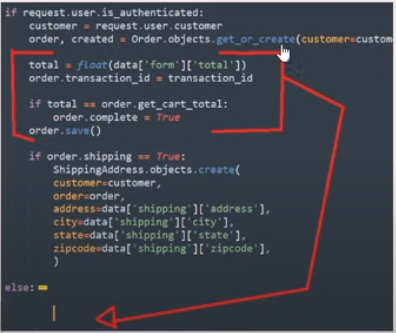 if request.user.is_authenticated:
customer = request.user.customer
order, created = Order.objects.get_or_create(customer=custome
total = float(data['form']['total'])
order.transaction_id = transaction_id
if total == order.get_cart_total:
order.complete = True
order.save()
if order.shipping == True:
ShippingAddress.objects.create(
customer=customer,
order=order,
address=data['shipping']['address'],
city=data['shipping']['city'],
state=data['shipping']['state'],
zipcode=data['shipping']['zipcode'],
)
else: